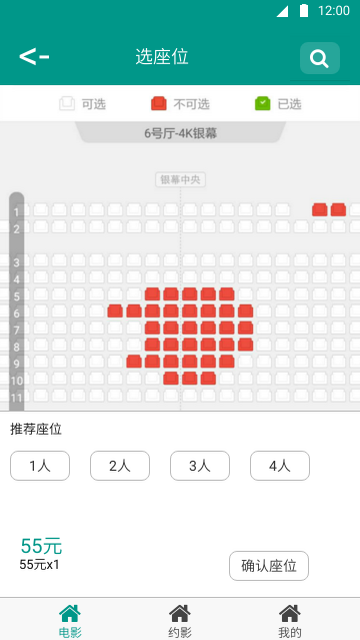 12:00
<- 选座位
可选 不可选 已选
6号厅-4K银幕
银幕中央
1
2
3
4
5
6
7
8
9
10
11
推荐座位
1人 2人 3人 4人
55元
55元x1
确认座位
电影 约影 我的